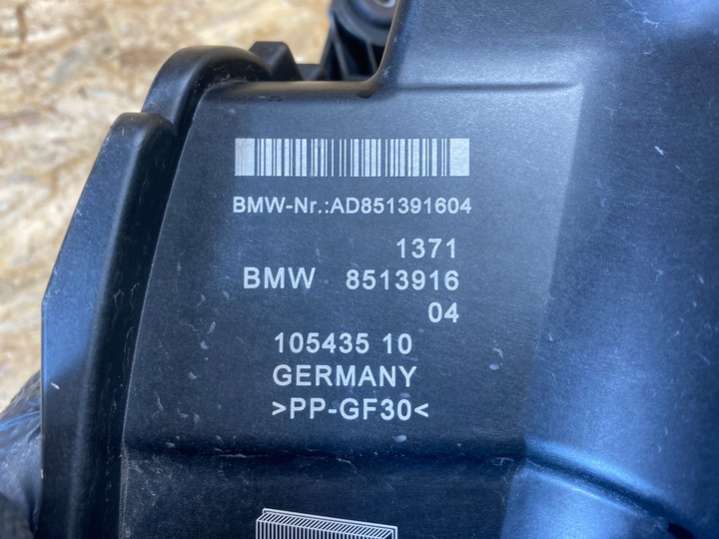 BMW-Nr.:AD851391604
1371
BMW 8513916
04
105435 10
GERMANY
>PP-GF30<